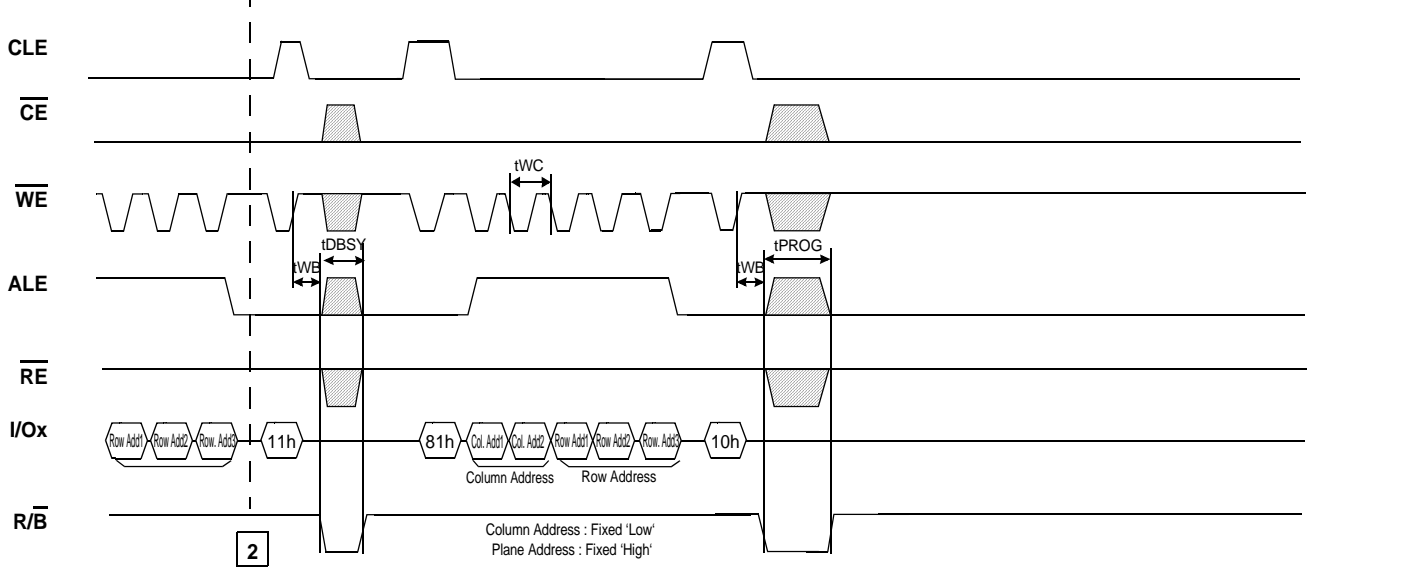 CLE
CE
WE
tWC
tDBSY
tWB
tPROG
tWB
ALE
RE
I/Ox
Row Add1 Row Add2 Row. Add3 11h 81h Col. Add1 Col. Add2 Row Add1 Row Add2 Row. Add3 10h
Column Address Row Address
R/B
Column Address : Fixed ‘Low‘
Plane Address : Fixed ‘High‘
2